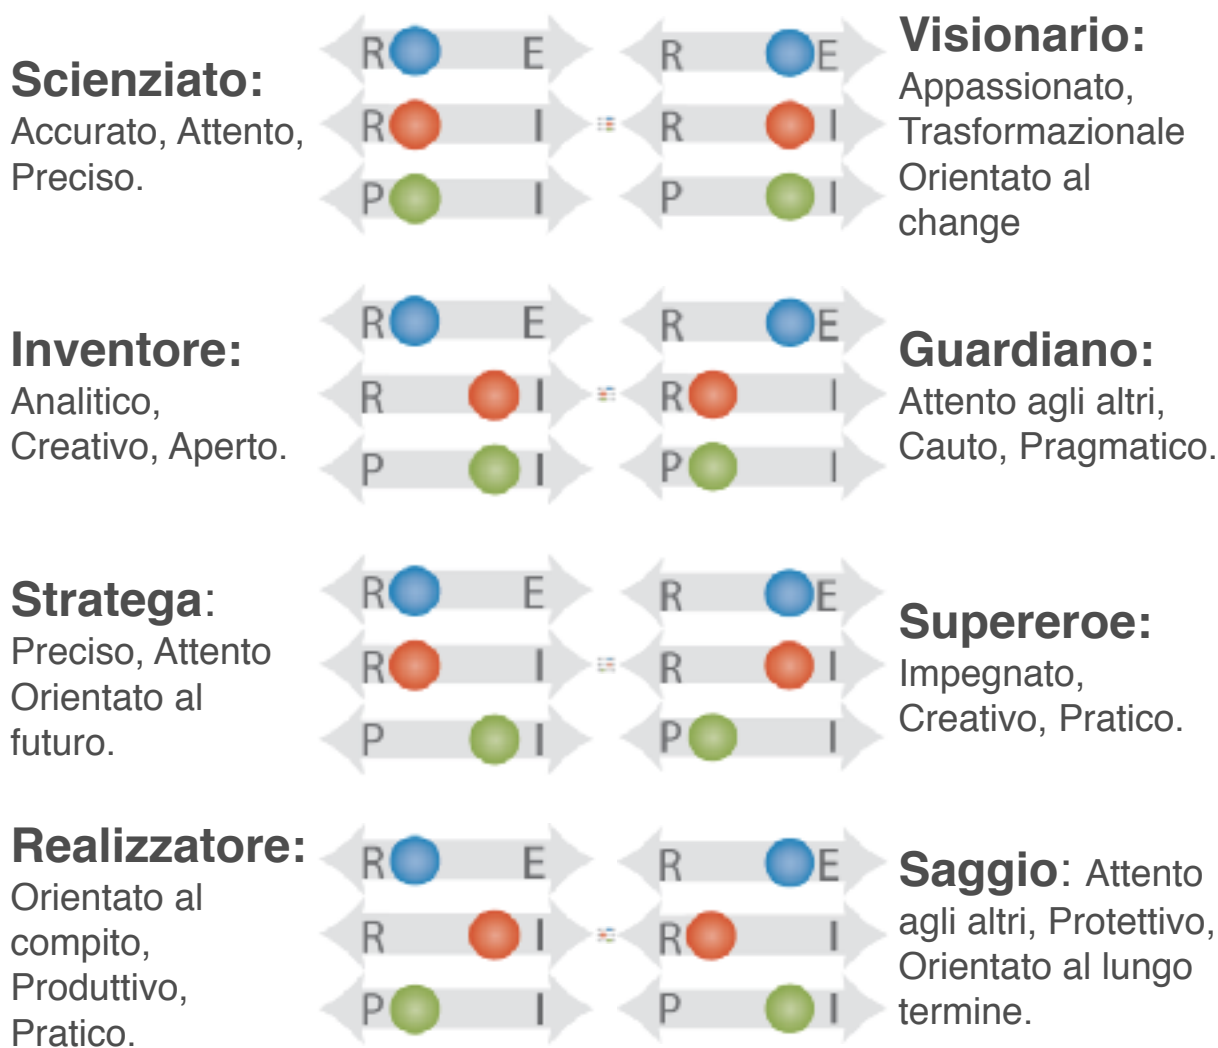 Scienziato:
Accurato, Attento,
Preciso.
R E
R I
P I
R E
R I
P I
Visionario:
Appassionato,
Trasformazionale
Orientato al
change
Inventore:
Analitico,
Creativo, Aperto.
R E
R I
P I
R E
R I
P I
Guardiano:
Attento agli altri,
Cauto, Pragmatico.
Stratega:
Preciso, Attento
Orientato al
futuro.
R E
R I
P I
R E
R I
P I
Supereroe:
Impegnato,
Creativo, Pratico.
Realizzatore:
Orientato al
compito,
Produttivo,
Pratico.
R E
R I
P I
R E
R I
P I
Saggio: Attento
agli altri, Protettivo,
Orientato al lungo
termine.